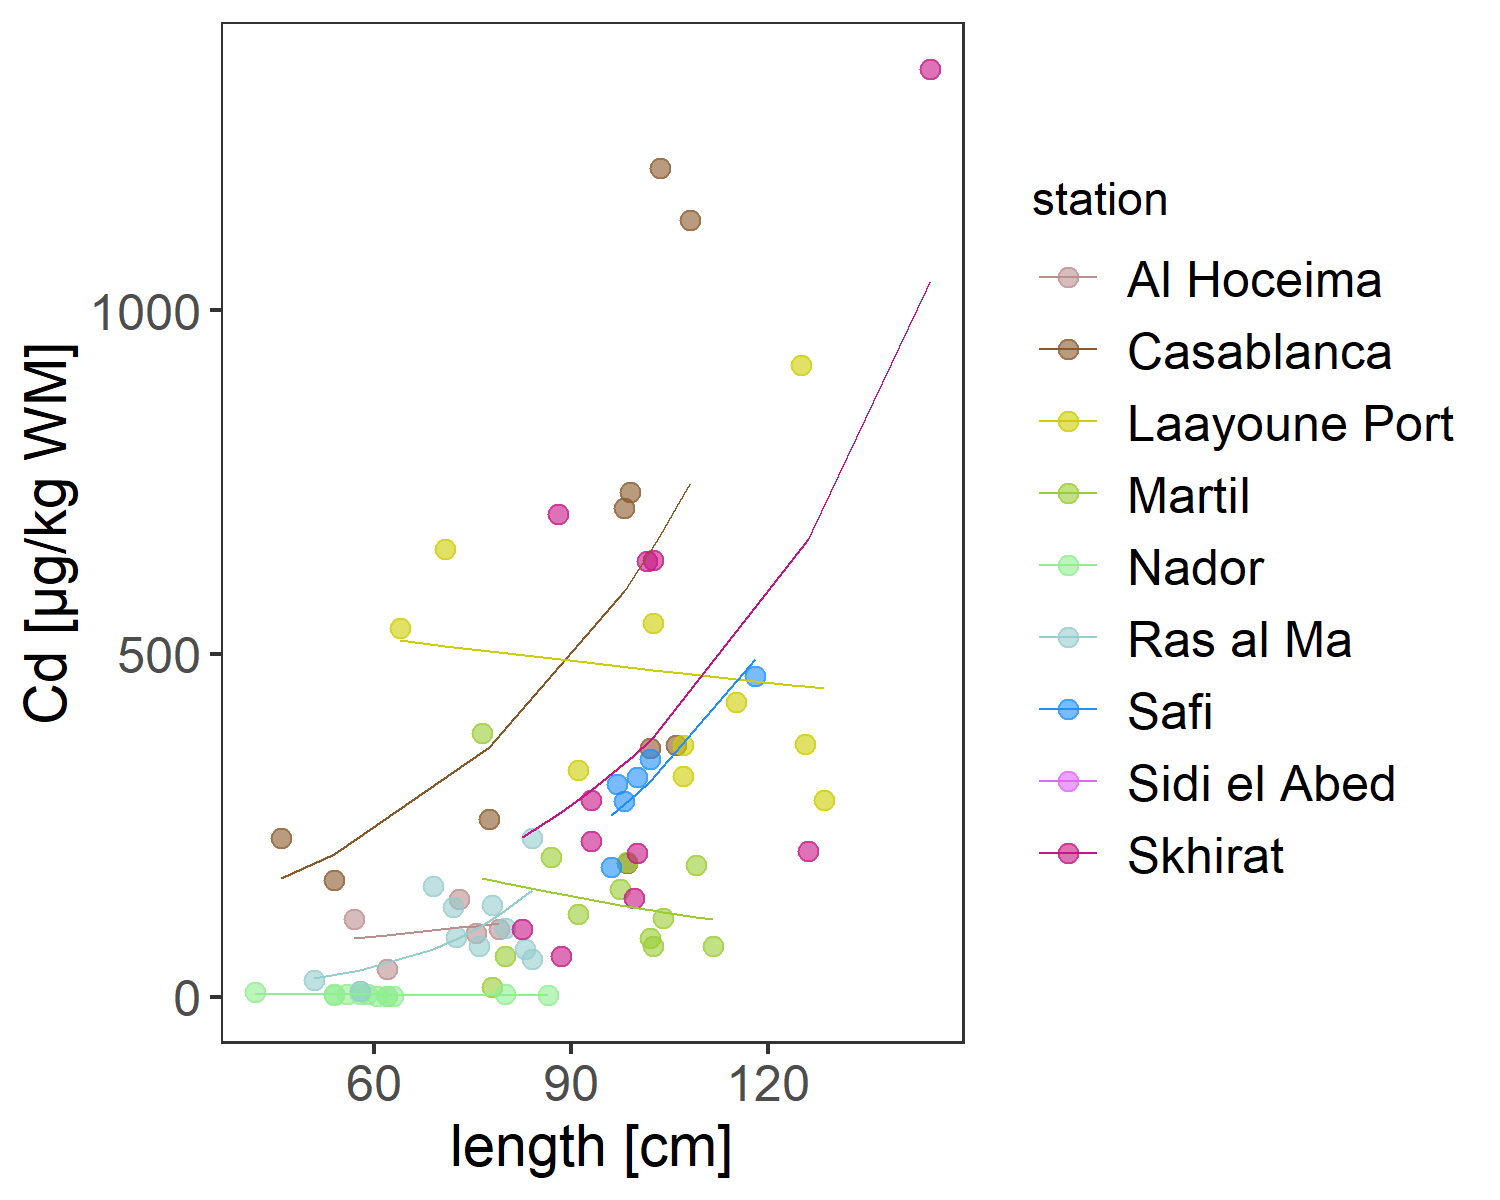 Cd [µg/kg WM]
1000
500
0
60 90 120
length [cm]
station
Al Hoceima
Casablanca
Laayoune Port
Martil
Nador
Ras al Ma
Safi
Sidi el Abed
Skhirat